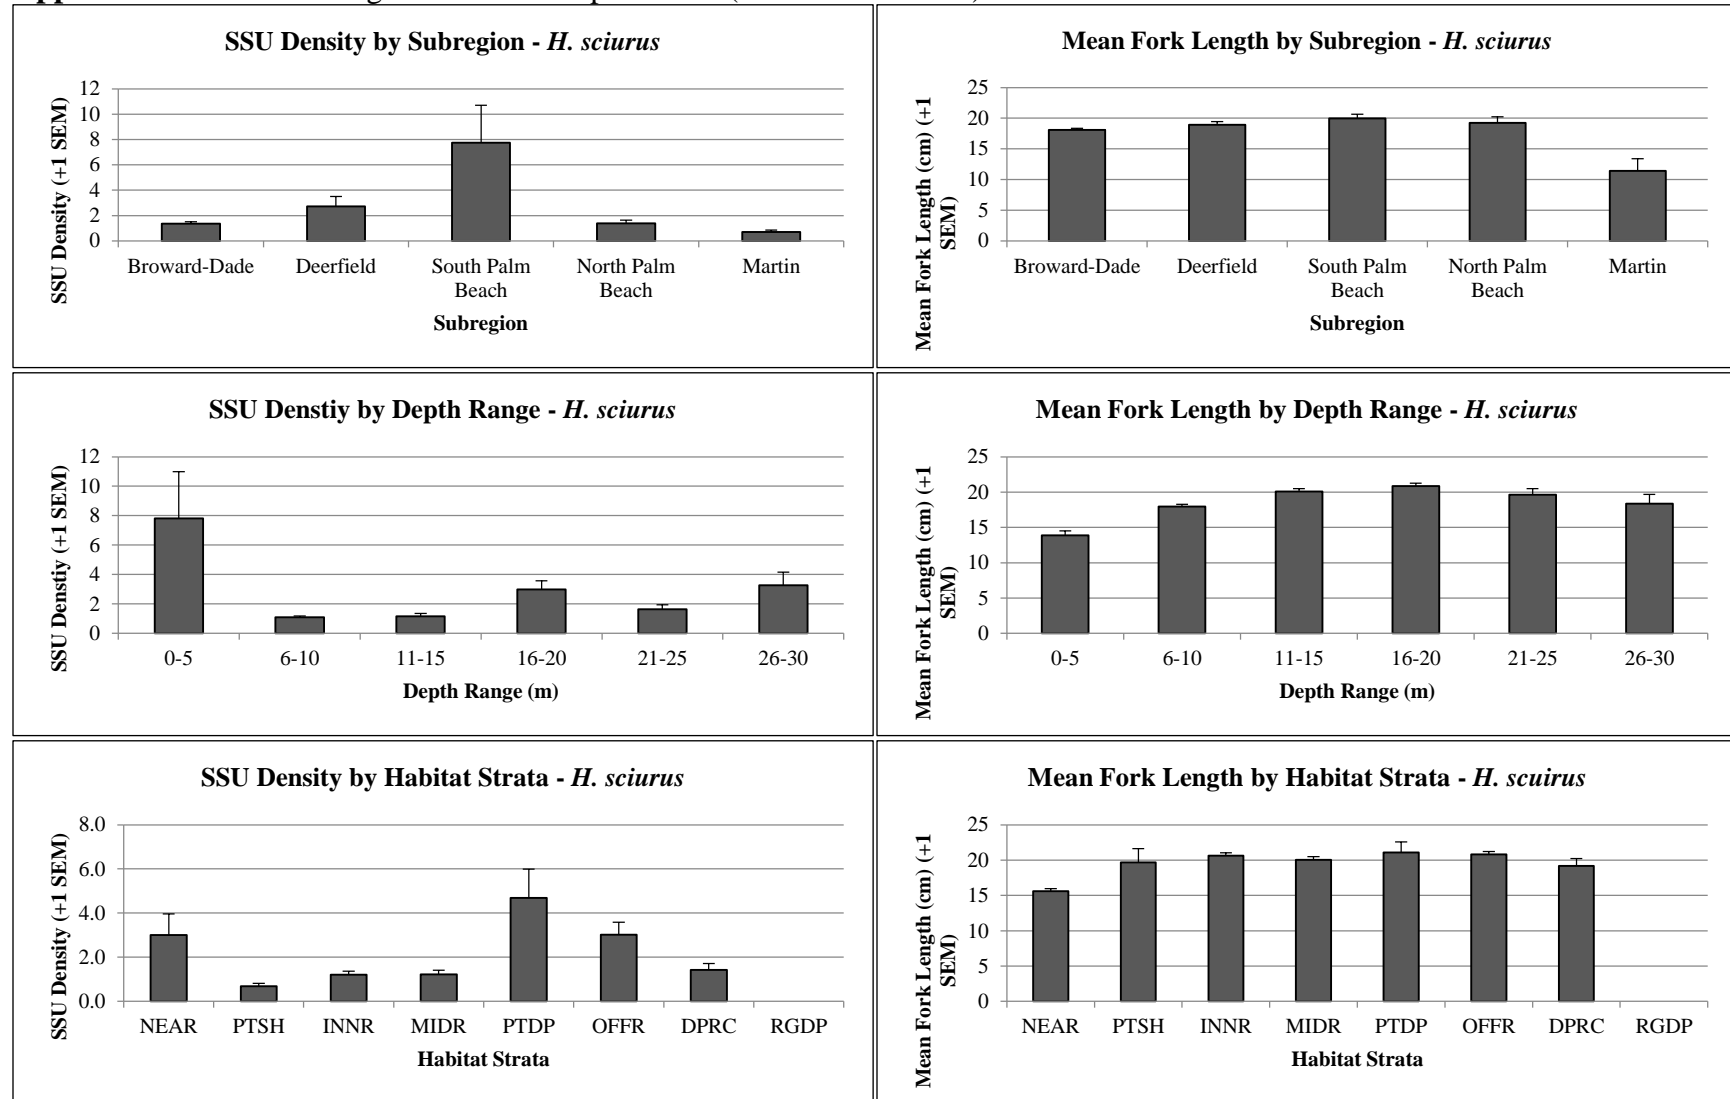 SSU Density by Subregion - H. sciurus
SSU Density (+1 SEM)
12
10
8
6
4
2
0
Broward-Dade
Deerfield
South Palm
Beach
North Palm
Beach
Martin
Subregion
Mean Fork Length by Subregion - H. sciurus
Mean Fork Length (cm) (+1
SEM)
25
20
15
10
5
0
Broward-Dade
Deerfield
South Palm
Beach
North Palm
Beach
Martin
Subregion
SSU Denstiy by Depth Range - H. sciurus
SSU Denstiy (+1 SEM)
12
10
8
6
4
2
0
0-5
6-10
11-15
16-20
21-25
26-30
Depth Range (m)
Mean Fork Length by Depth Range - H. sciurus
Mean Fork Length (cm) (+1
SEM)
25
20
15
10
5
0
0-5
6-10
11-15
16-20
21-25
26-30
Depth Range (m)
SSU Density by Habitat Strata - H. sciurus
SSU Density (+1 SEM)
8.0
6.0
4.0
2.0
0.0
NEAR
PTSH
INNR
MIDR
PTDP
OFFR
DPRC
RGDP
Habitat Strata
Mean Fork Length by Habitat Strata - H. scuirus
Mean Fork Length (cm) (+1
SEM)
25
20
15
10
5
0
NEAR
PTSH
INNR
MIDR
PTDP
OFFR
DPRC
RGDP
Habitat Strata